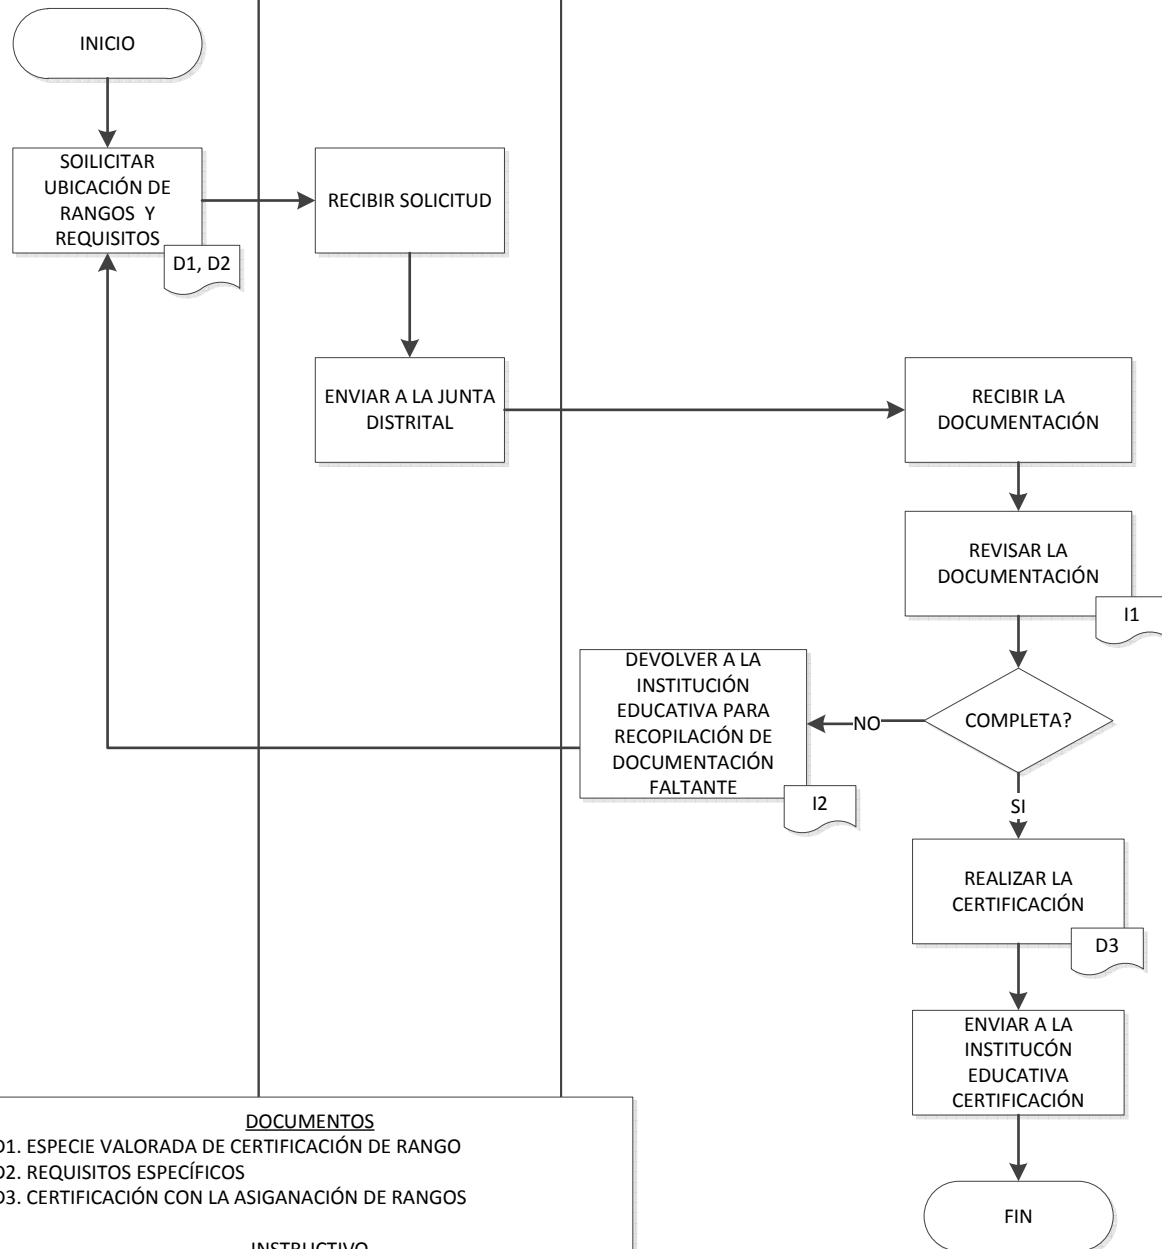 INICIO
SOILICITAR
UBICACIÓN DE
RANGOS Y
REQUISITOS
D1, D2
RECIBIR SOLICITUD
ENVIAR A LA JUNTA
DISTRITAL
RECIBIR LA
DOCUMENTACIÓN
REVISAR LA
DOCUMENTACIÓN
I1
COMPLETA?
NO
DEVOLVER A LA
INSTITUCIÓN
EDUCATIVA PARA
RECOPILACIÓN DE
DOCUMENTACIÓN
FALTANTE
I2
SI
REALIZAR LA
CERTIFICACIÓN
D3
ENVIAR A LA
INSTITUCÓN
EDUCATIVA
CERTIFICACIÓN
FIN
DOCUMENTOS
D1. ESPECIE VALORADA DE CERTIFICACIÓN DE RANGO
D2. REQUISITOS ESPECÍFICOS
D3. CERTIFICACIÓN CON LA ASIGANACIÓN DE RANGOS
INSTRUCTIVO